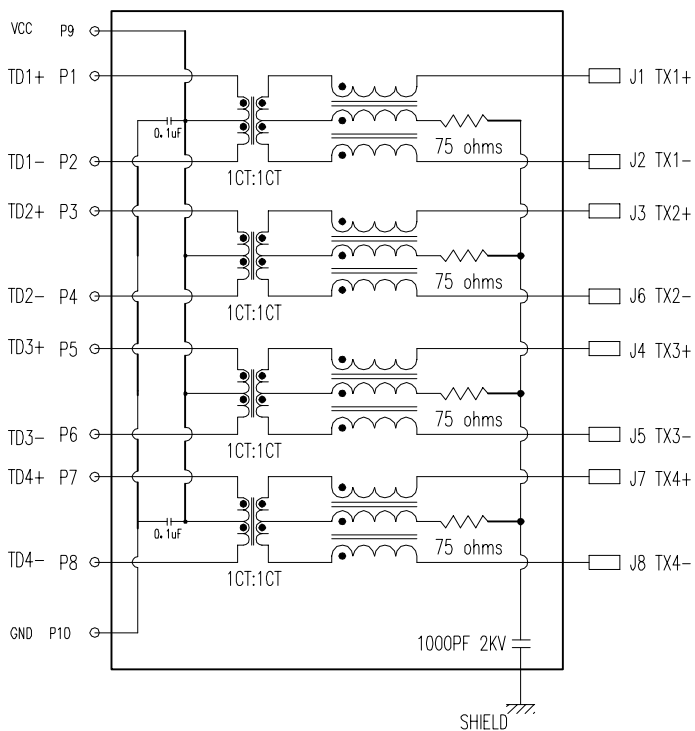 VCC P9
TD1+ P1 J1 TX1+
0.1uF 75 ohms
TD1- P2 J2 TX1-
1CT:1CT
TD2+ P3 J3 TX2+
75 ohms
TD2- P4 J6 TX2-
1CT:1CT
TD3+ P5 J4 TX3+
75 ohms
TD3- P6 J5 TX3-
1CT:1CT
TD4+ P7 J7 TX4+
0.1uF 75 ohms
TD4- P8 J8 TX4-
1CT:1CT
GND P10
1000PF 2KV
SHIELD